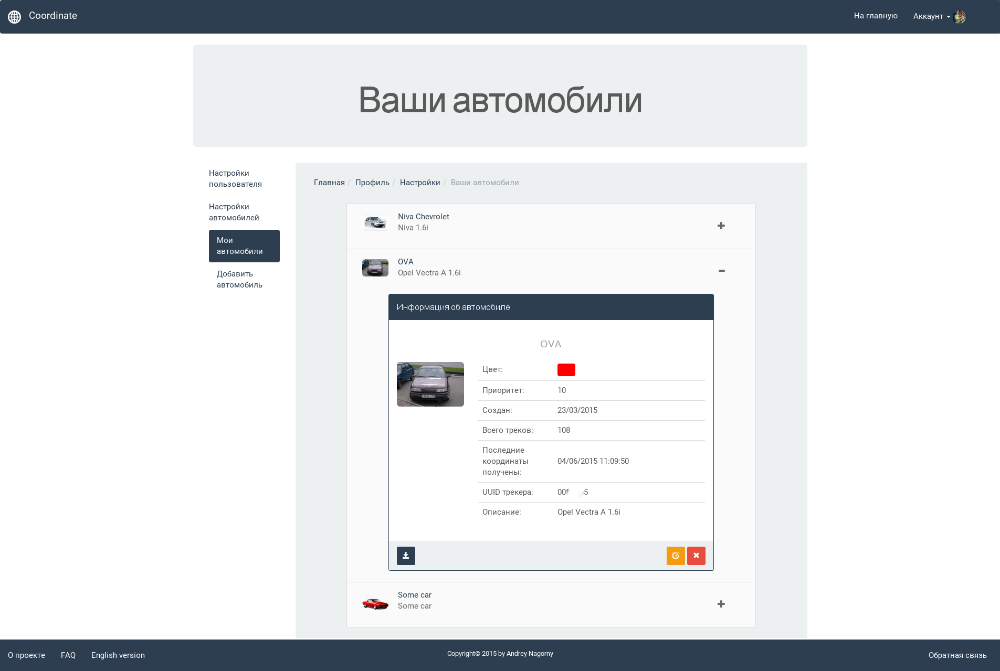 Coordinate
На главную
Аккаунт
Ваши автомобили
Настройки
пользователя
Настройки
автомобилей
Мои
автомобили
Добавить
автомобиль
Главная / Профиль / Настройки / Ваши автомобили
Niva Chevrolet
Niva 1.6i
OVA
Opel Vectra A 1.6i
Информация об автомобиле
OVA
Цвет:
Приоритет: 10
Создан: 23/03/2015
Всего треков: 108
Последние
координаты
получены:
04/06/2015 11:09:50
UUID трекера:
Описание: Opel Vectra A 1.6i
Some car
Some car
О проекте FAQ English version
Copyright© 2015 by Andrey Nagorny
Обратная связь